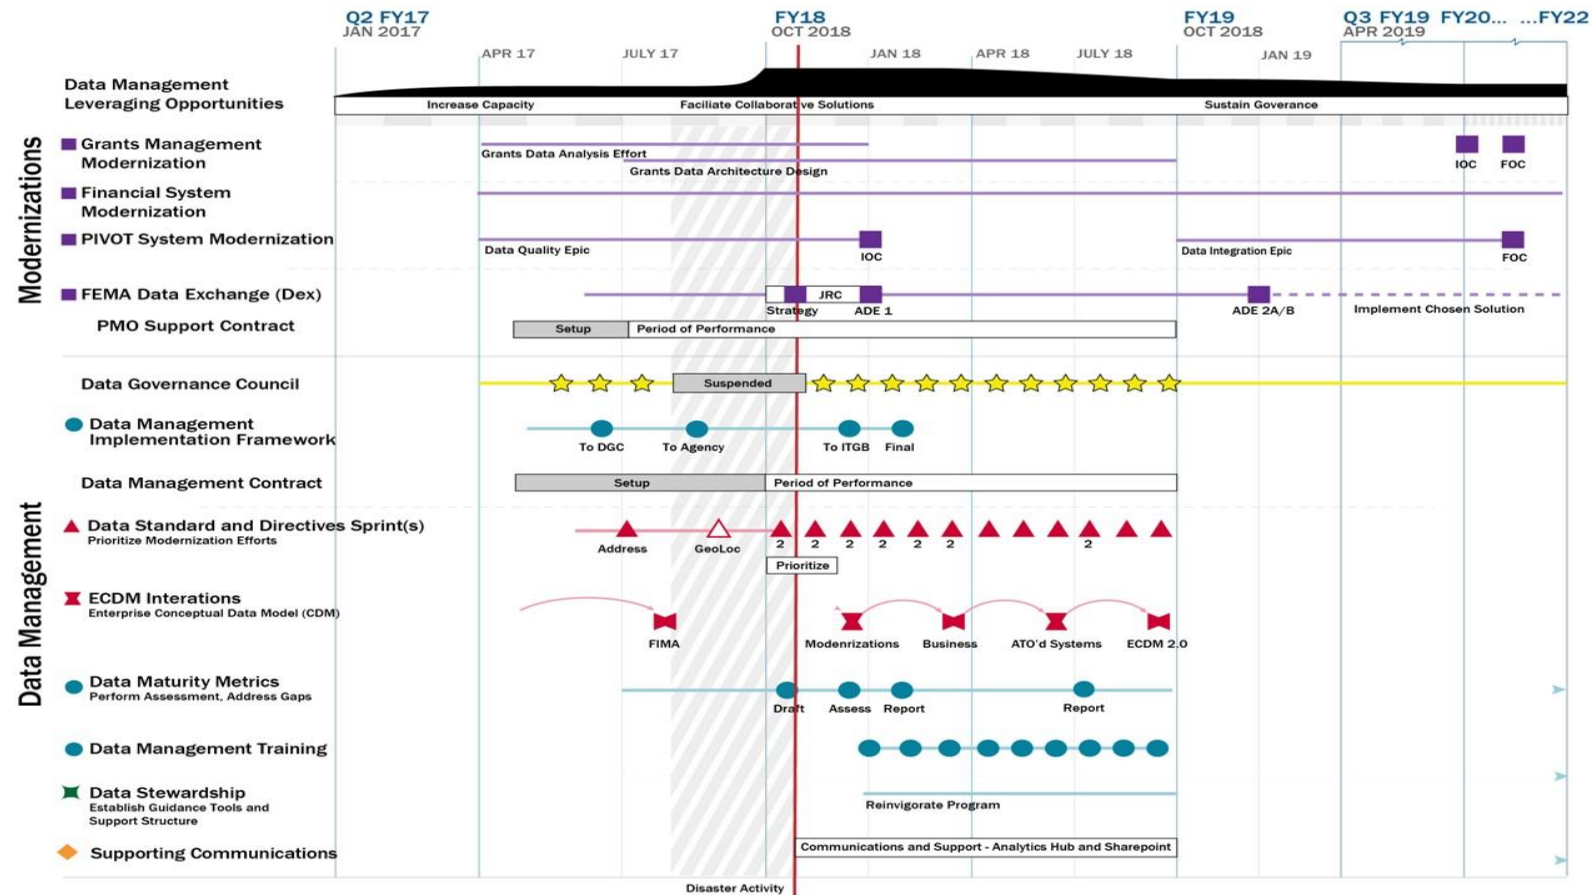 Q2 FY17
JAN 2017
FY18
OCT 2018
FY19
OCT 2018
Q3 FY19 FY20... ...FY22
APR 2019
APR 17
JULY 17
JAN 18
APR 18
JULY 18
JAN 19
Data Management
Leveraging Opportunities
Increase Capacity
Faciliate Collaborative Solutions
Sustain Goverance
Modernizations
Grants Management
Modernization
Grants Data Analysis Effort
Grants Data Architecture Design
IOC
FOC
Financial System
Modernization
PIVOT System Modernization
Data Quality Epic
IOC
Data Integration Epic
FOC
FEMA Data Exchange (Dex)
JRC
Strategy
ADE 1
ADE 2A/B
Implement Chosen Solution
PMO Support Contract
Setup
Period of Performance
Data Management
Data Governance Council
Suspended
Data Management
Implementation Framework
To DGC
To Agency
To ITGB
Final
Data Management Contract
Setup
Period of Performance
Data Standard and Directives Sprint(s)
Prioritize Modernization Efforts
Address
GeoLoc
2
2
2
2
2
2
2
Prioritize
ECDM Interations
Enterprise Conceptual Data Model (CDM)
FIMA
Modenrizations
Business
ATO'd Systems
ECDM 2.0
Data Maturity Metrics
Perform Assessment, Address Gaps
Draft
Assess
Report
Report
Data Management Training
Data Stewardship
Establish Guidance Tools and
Support Structure
Reinvigorate Program
Supporting Communications
Communications and Support - Analytics Hub and Sharepoint
Disaster Activity